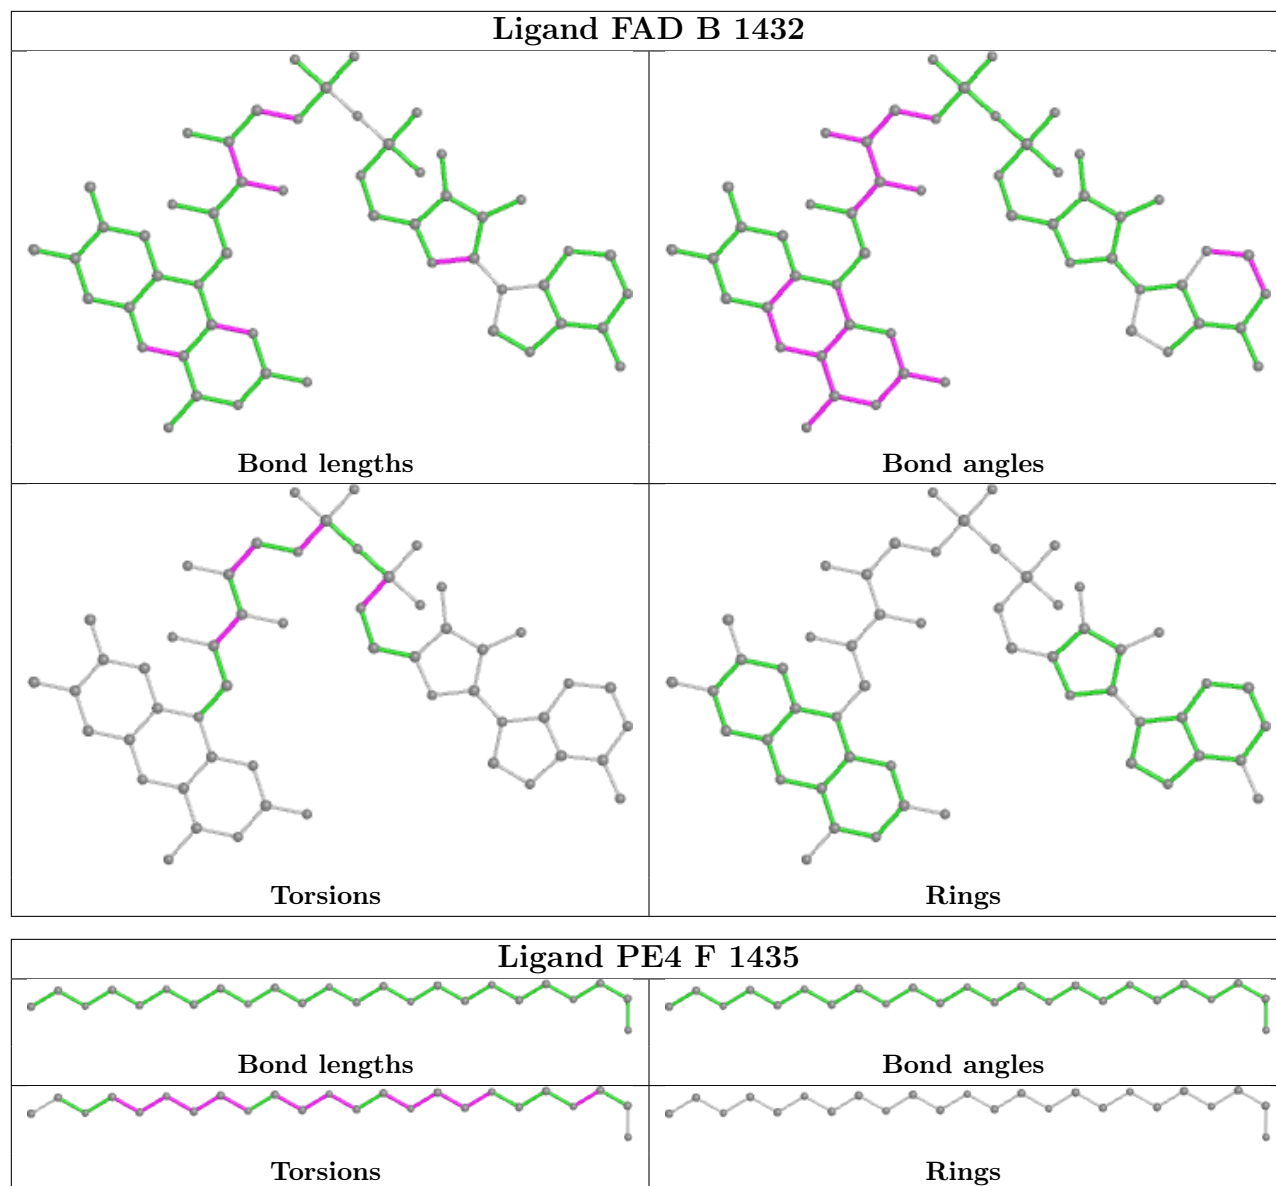 Ligand FAD B 1432
Bond lengths
Bond angles
Torsions
Rings
Ligand PE4 F 1435
Bond lengths
Bond angles
Torsions
Rings